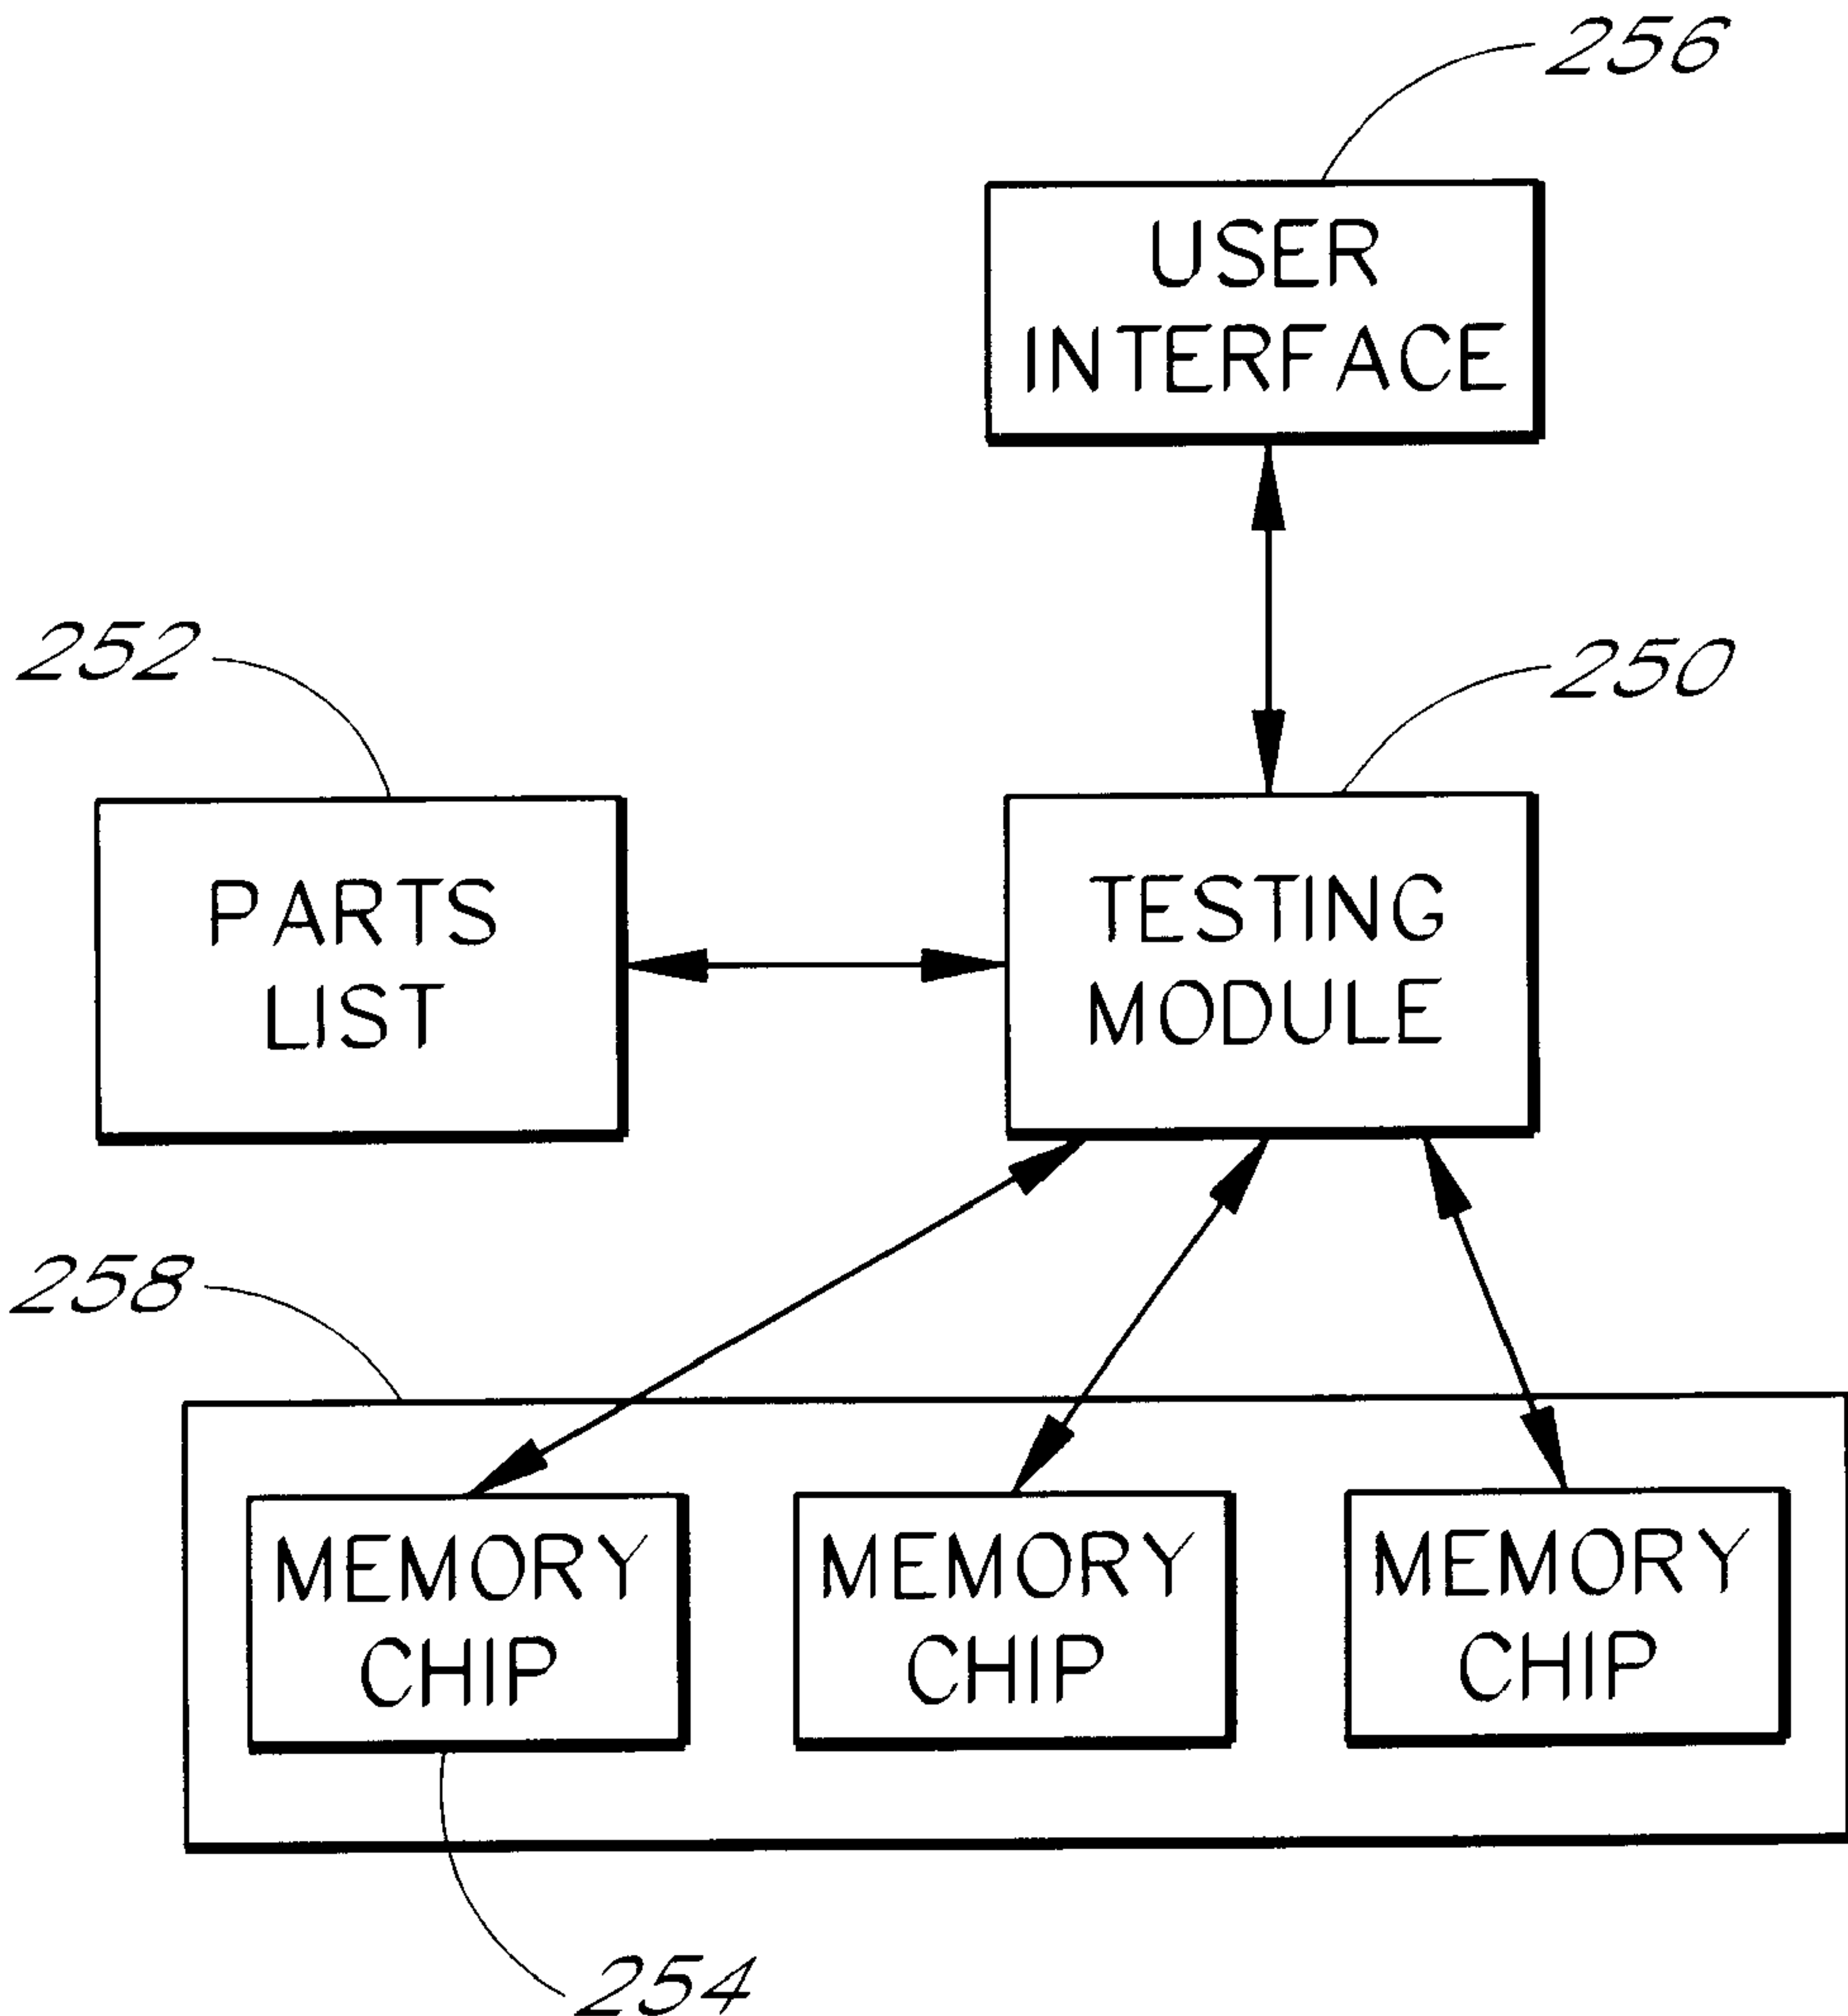 256
USER
INTERFACE
252
250
PARTS
LIST
TESTING
MODULE
258
MEMORY
CHIP
MEMORY
CHIP
MEMORY
CHIP
254